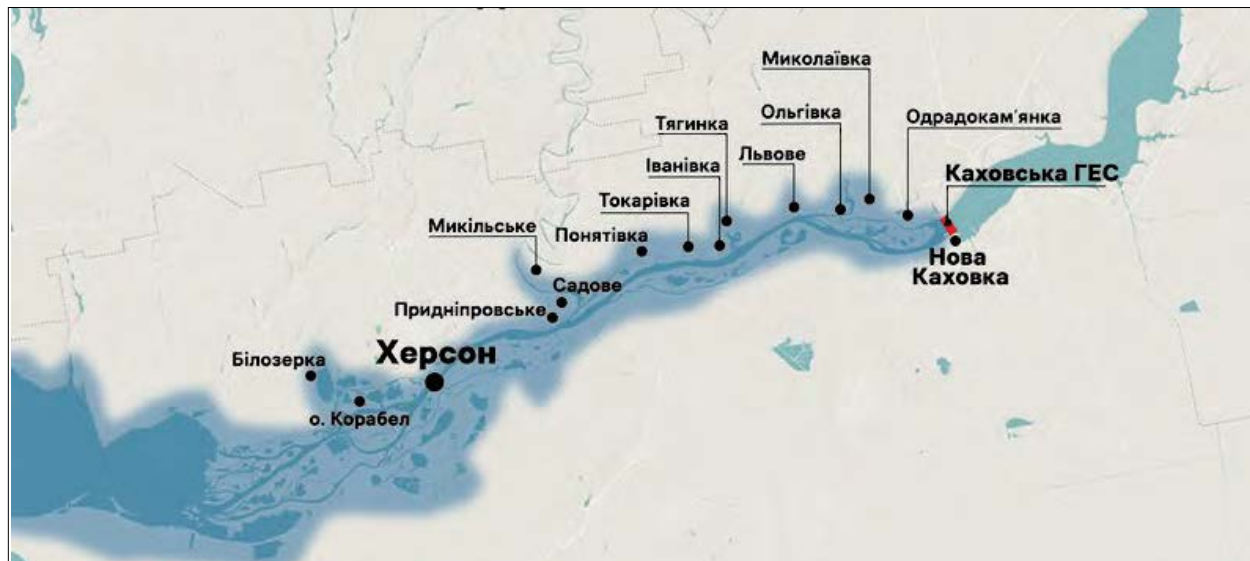 Миколаївка
Ольгівка
Одрадокам'янка
Тягинка
Львове
Іванівка
Каховська ГЕС
Токарівка
Микільське
Понятівка
Нова
Каховка
Садове
Придніпровське
Херсон
Білозерка
о. Корабел